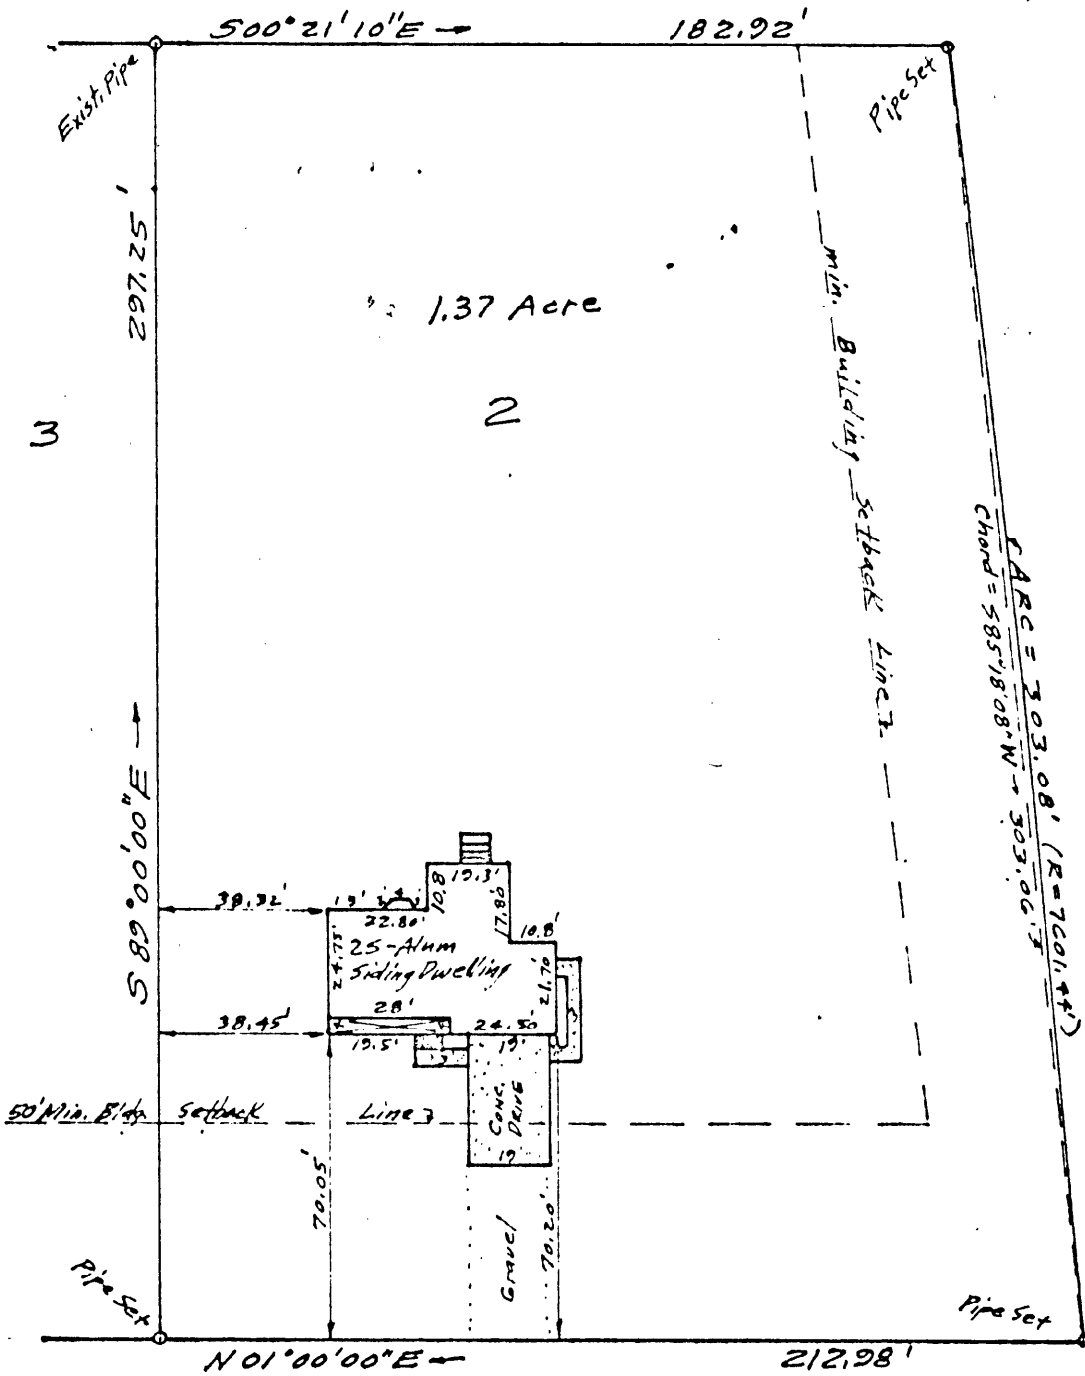 S00°21'10"E → 182.92'
Exist. Pipe
Pipe Set
297.25'
1.37 Acre
2
3
Min. Building Setback Line
ARC = 303.08' (R=7601.44')
Chord = S85°18'08"W → 303.06'
S89°00'00"E →
38.32'
22.80'
10.8
19.3'
17.80'
10.8'
24.75'
2S-Alum
Siding Dwelling
21.70'
28'
38.45'
19.5'
24.50'
19'
Conc.
DRIVE
19'
50' Min. Bldg. Setback Line
70.05'
Gravel
70.20'
Pipe Set
Pipe Set
N01°00'00"E ← 212.98'